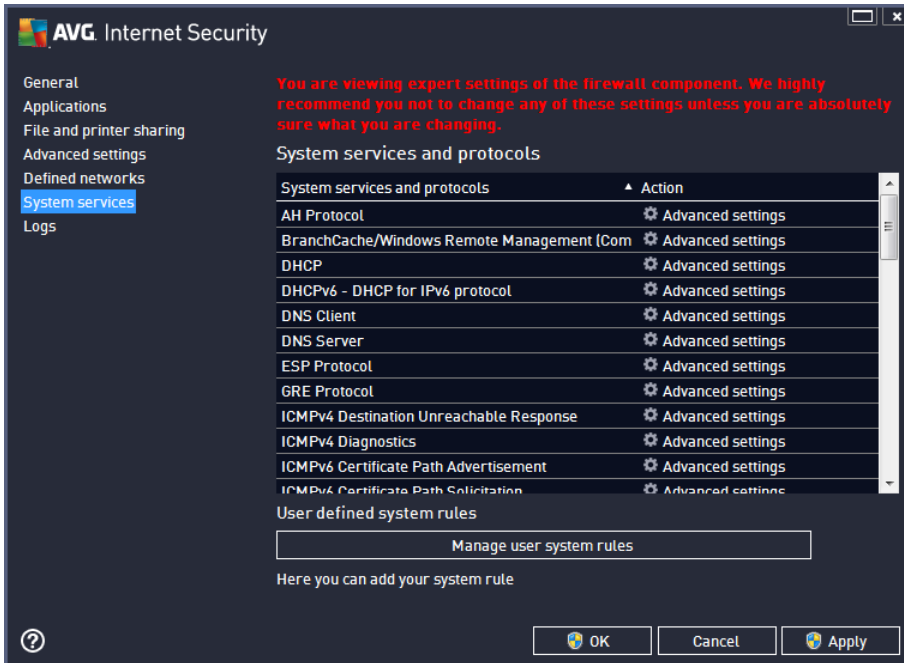 AVG. Internet Security
General
Applications
File and printer sharing
Advanced settings
Defined networks
System services
Logs
You are viewing expert settings of the firewall component. We highly
recommend you not to change any of these settings unless you are absolutely
sure what you are changing.
System services and protocols
System services and protocols Action
AH Protocol Advanced settings
BranchCache/Windows Remote Management (Com Advanced settings
DHCP Advanced settings
DHCPv6 - DHCP for IPv6 protocol Advanced settings
DNS Client Advanced settings
DNS Server Advanced settings
ESP Protocol Advanced settings
GRE Protocol Advanced settings
ICMPv4 Destination Unreachable Response Advanced settings
ICMPv4 Diagnostics Advanced settings
ICMPv6 Certificate Path Advertisement Advanced settings
ICMPv6 Certificate Path Solicitation Advanced settings
User defined system rules
Manage user system rules
Here you can add your system rule
OK Cancel Apply